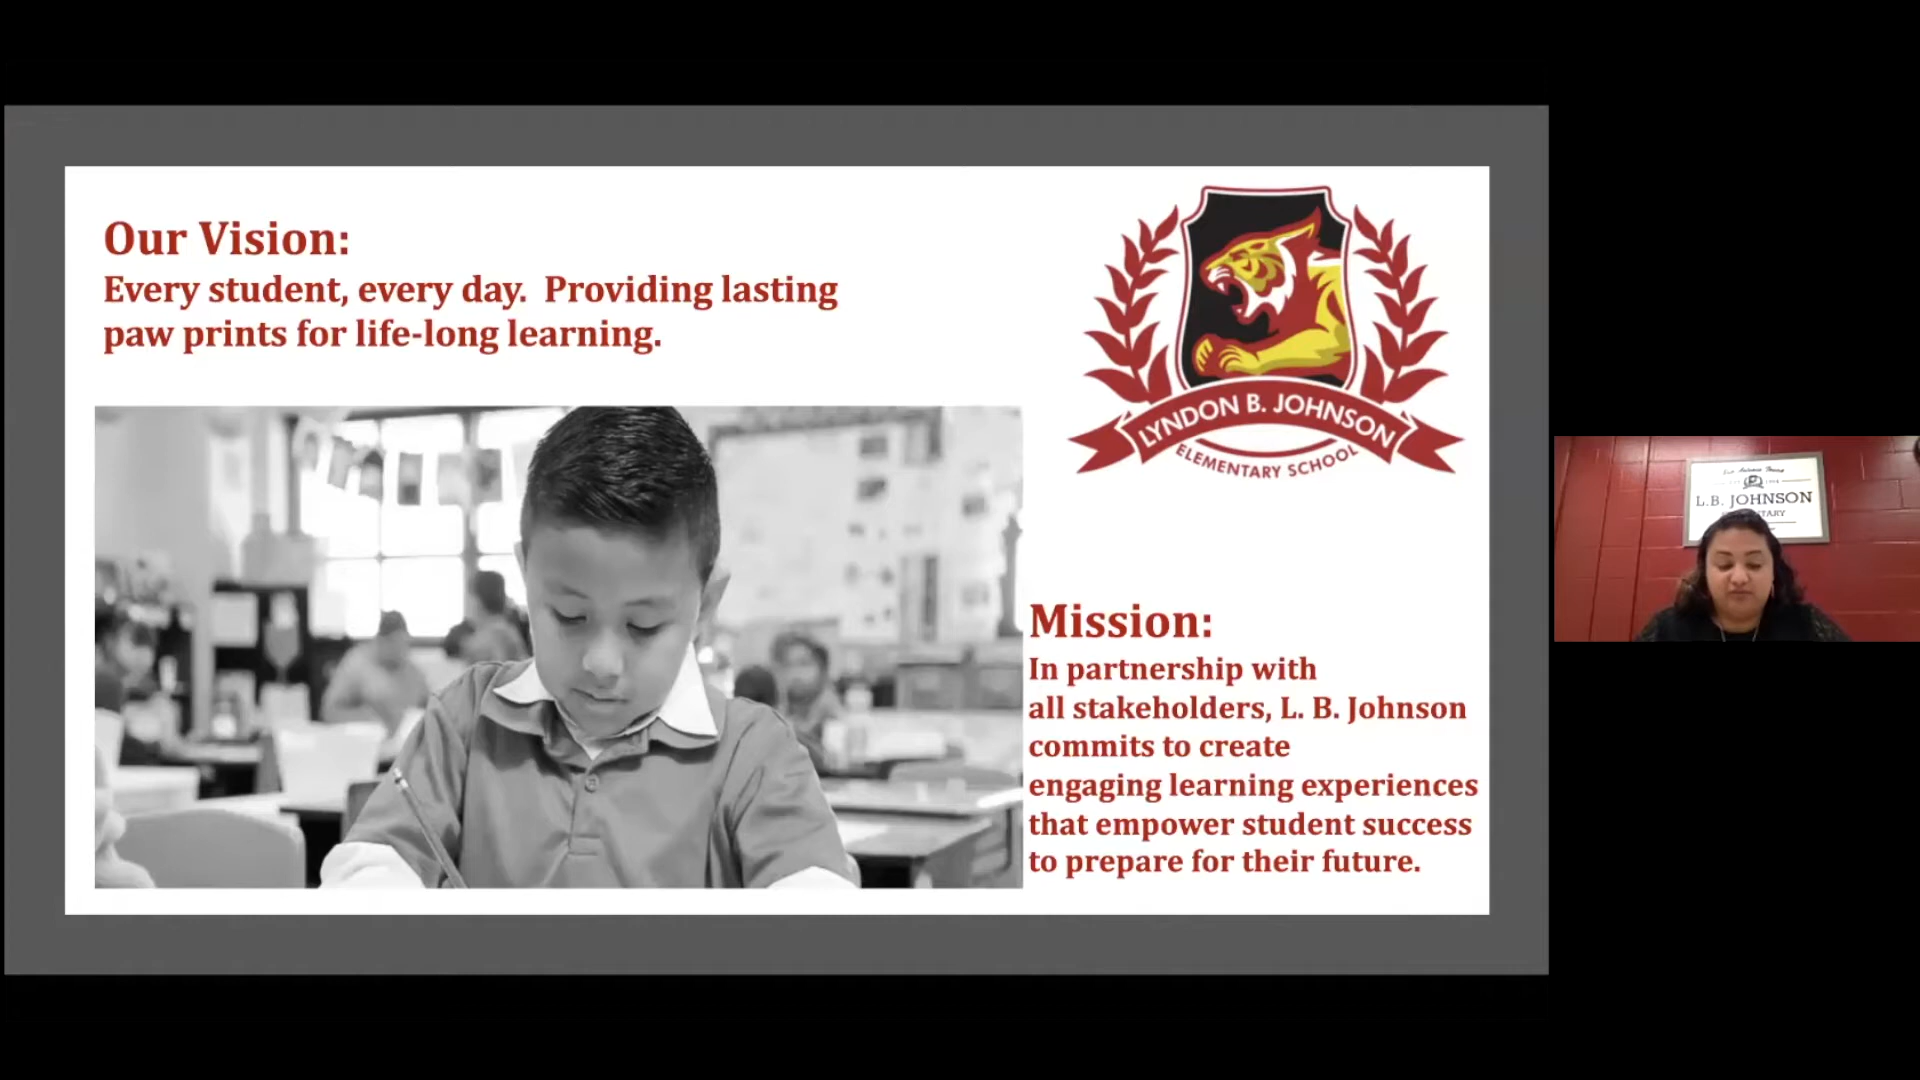 Our Vision:
Every student, every day. Providing lasting
paw prints for life-long learning.
LYNDON B. JOHNSON
ELEMENTARY SCHOOL
Mission:
In partnership with
all stakeholders, L. B. Johnson
commits to create
engaging learning experiences
that empower student success
to prepare for their future.
L.B. JOHNSON